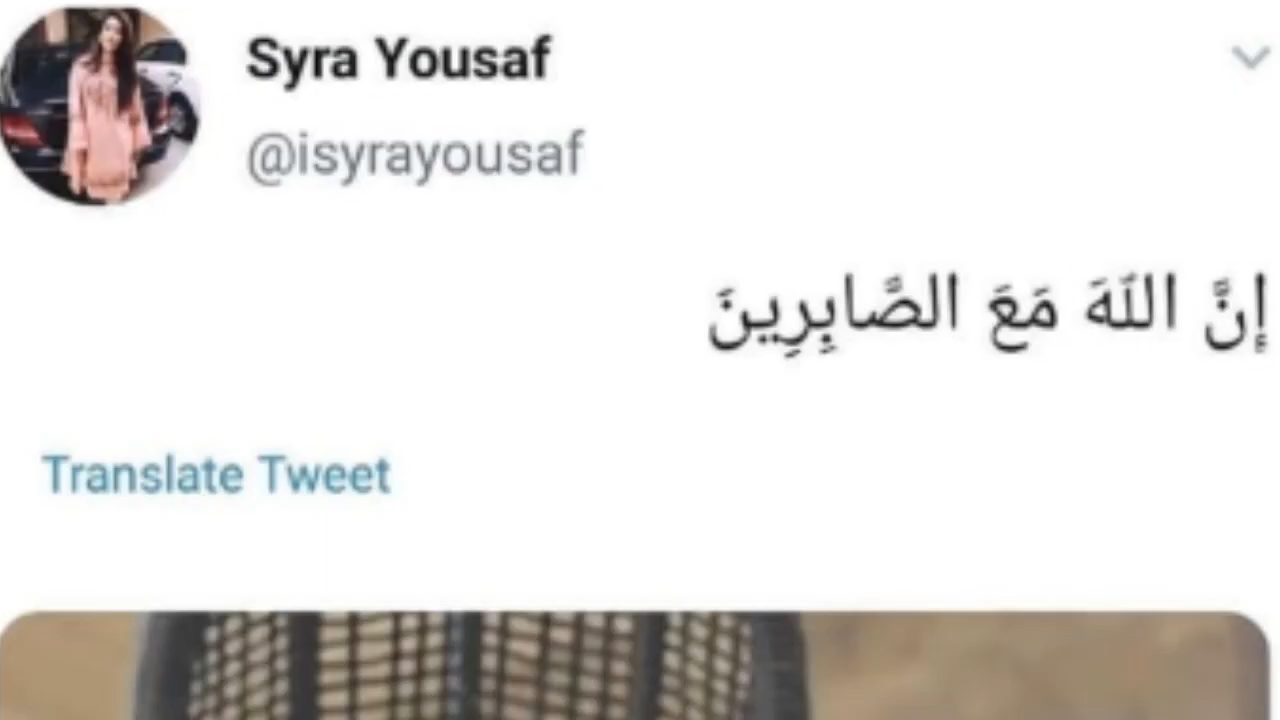 Syra Yousaf
@isyrayousaf
إِنَّ اللَّهَ مَعَ الصَّابِرِينَ
Translate Tweet